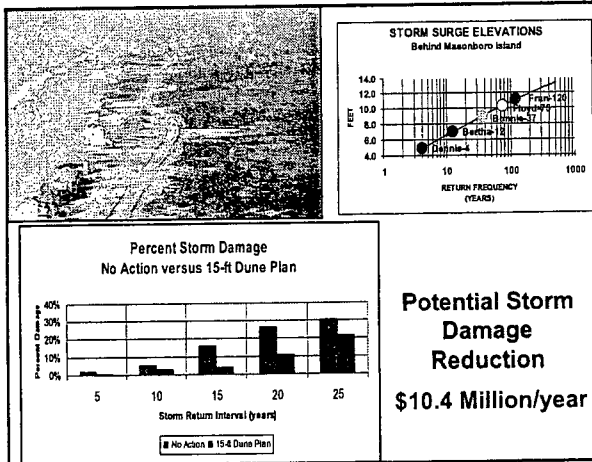 STORM SURGE ELEVATIONS
Behind Masonboro Island
FEET
14.0
12.0
10.0
8.0
6.0
4.0
Fran-120
Floyd-75
Bonnie-37
Bertha-12
Dennis-4
1 10 100 1000
RETURN FREQUENCY
(YEARS)
Percent Storm Damage
No Action versus 15-ft Dune Plan
Percent Damage
40%
30%
20%
10%
0%
5 10 15 20 25
Storm Return Interval (years)
No Action 15-ft Dune Plan
Potential Storm
Damage
Reduction
$10.4 Million/year